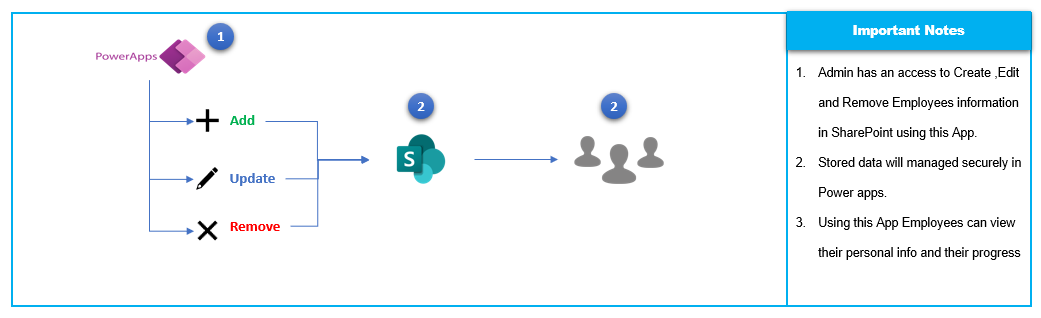 PowerApps
1
Add
Update
Remove
2
S
2
Important Notes
1. Admin has an access to Create ,Edit
and Remove Employees information
in SharePoint using this App.
2. Stored data will managed securely in
Power apps.
3. Using this App Employees can view
their personal info and their progress